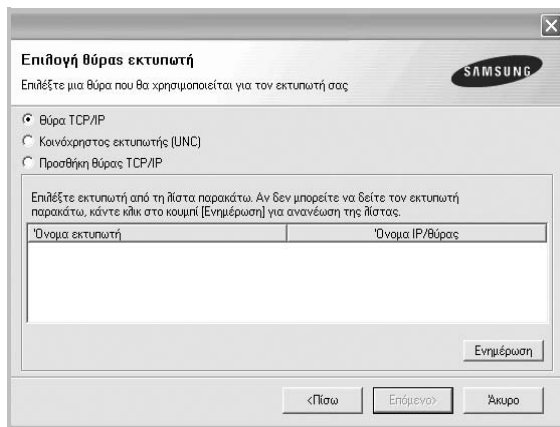 Επιλογή θύρας εκτυπωτή
Επιλέξτε μια θύρα που θα χρησιμοποιείται για τον εκτυπωτή σας
SAMSUNG
Θύρα TCP/IP
Κοινόχρηστος εκτυπωτής (UNC)
Προσθήκη θύρας TCP/IP
Επιλέξτε εκτυπωτή από τη λίστα παρακάτω. Αν δεν μπορείτε να δείτε τον εκτυπωτή
παρακάτω, κάντε κλικ στο κουμπί [Ενημέρωση] για ανανέωση της λίστας.
Όνομα εκτυπωτή Όνομα IP/θύρας
Ενημέρωση
<Πίσω Επόμενο> Άκυρο